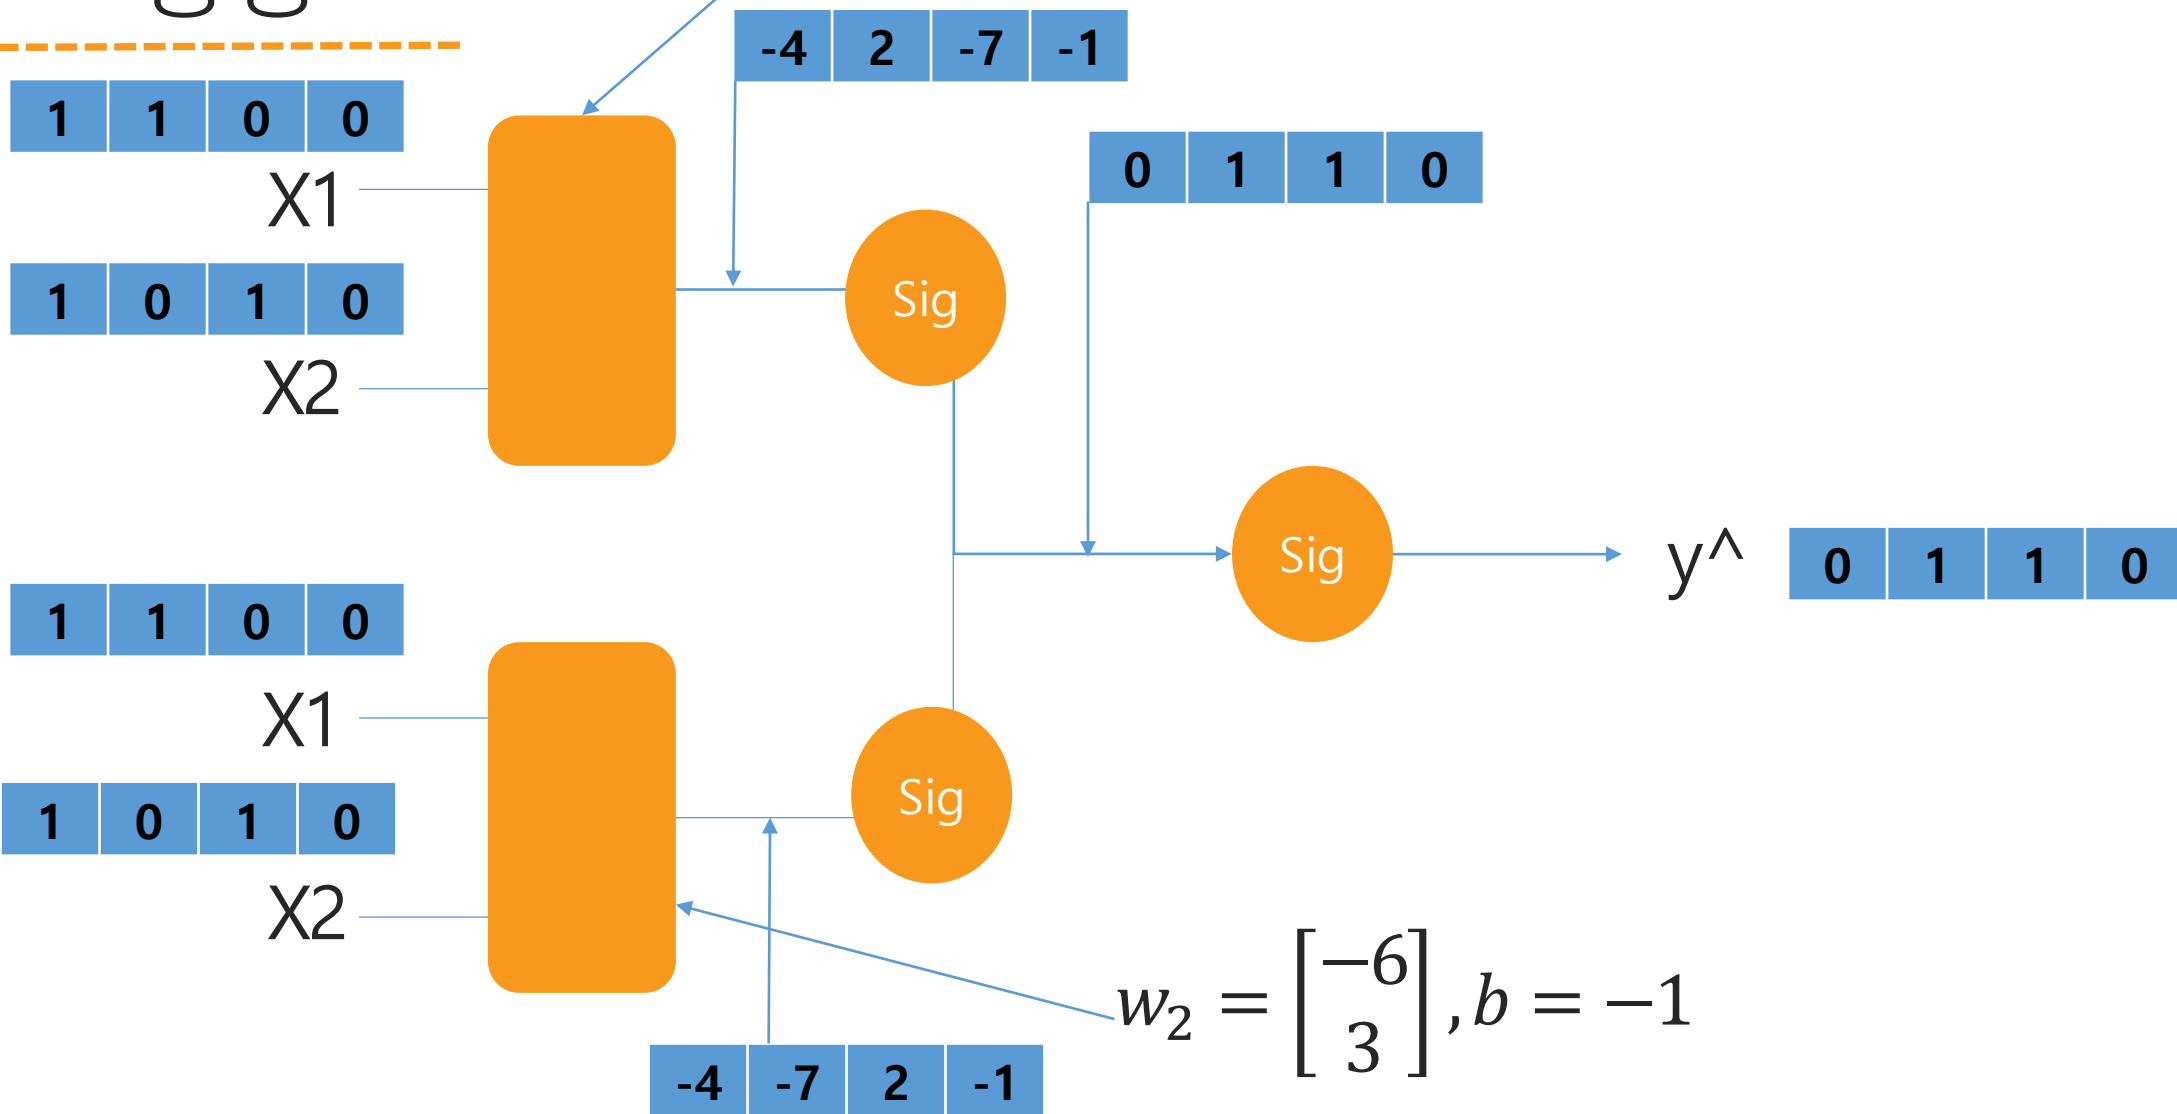 -4 2 -7 -1
1 1 0 0
0 1 1 0
X1
1 0 1 0
Sig
X2
Sig
y^ 0 1 1 0
1 1 0 0
X1
Sig
1 0 1 0
X2
w₂ = [−6 3], b = −1
-4 -7 2 -1